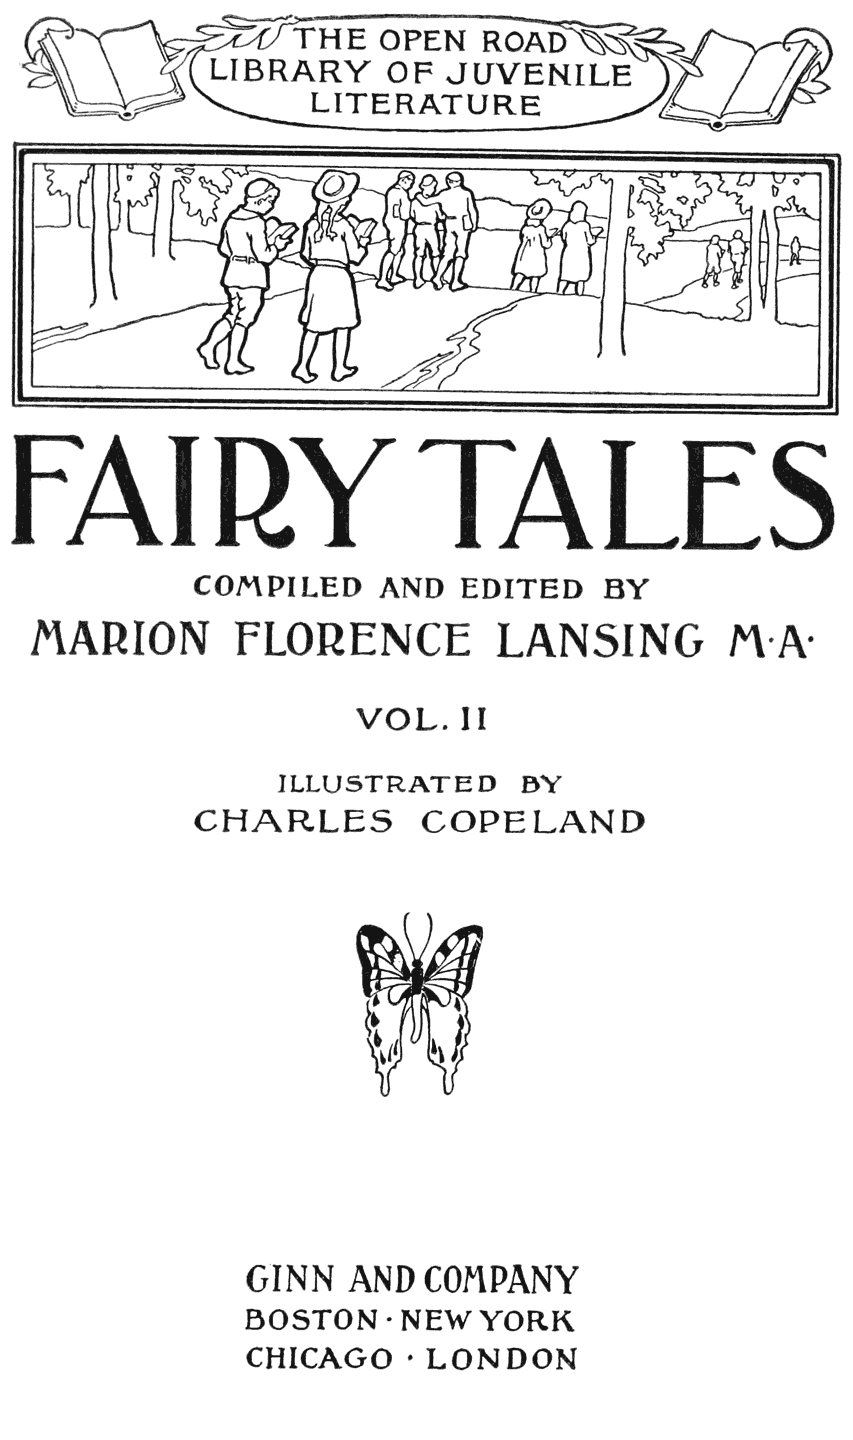 THE OPEN ROAD
LIBRARY OF JUVENILE
LITERATURE
FAIRY TALES
COMPILED AND EDITED BY
MARION FLORENCE LANSING M·A·
VOL. II
ILLUSTRATED BY
CHARLES COPELAND
GINN AND COMPANY
BOSTON · NEW YORK
CHICAGO · LONDON